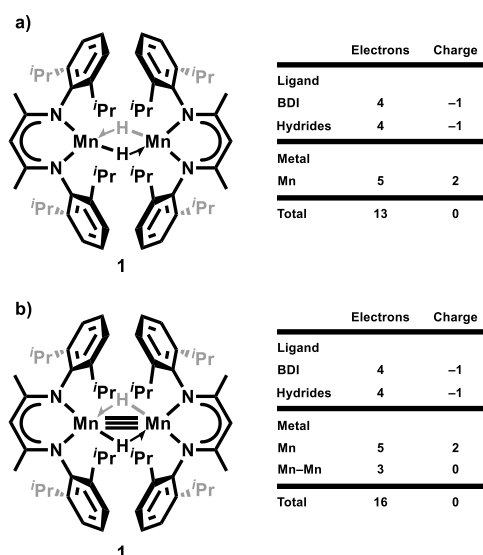 a)
iPr iPr
N iPr iPr N
H
Mn Mn
H
N iPr iPr N
iPr iPr
1
Electrons Charge
Ligand
BDI 4 –1
Hydrides 4 –1
Metal
Mn 5 2
Total 13 0
b)
iPr iPr
N iPr iPr N
H
Mn Mn
H
N iPr iPr N
iPr iPr
1
Electrons Charge
Ligand
BDI 4 –1
Hydrides 4 –1
Metal
Mn 5 2
Mn–Mn 3 0
Total 16 0